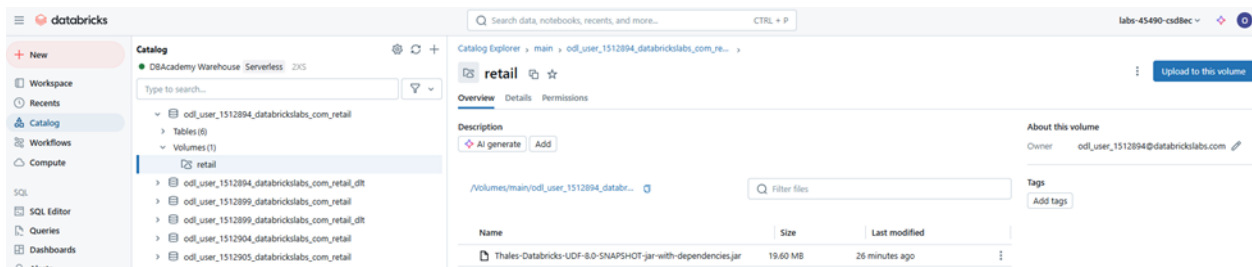 databricks
Search data, notebooks, recents, and more...
CTRL + P
labs-45490-csd8ec
O
New
Workspace
Recents
Catalog
Workflows
Compute
SQL
SQL Editor
Queries
Dashboards
Catalog
DBAcademy Warehouse Serverless 2XS
Type to search...
odl_user_1512894_databrickslabs_com_retail
Tables (6)
Volumes (1)
retail
odl_user_1512894_databrickslabs_com_retail_dlt
odl_user_1512899_databrickslabs_com_retail
odl_user_1512899_databrickslabs_com_retail_dlt
odl_user_1512904_databrickslabs_com_retail
odl_user_1512905_databrickslabs_com_retail
Catalog Explorer > main > odl_user_1512894_databrickslabs_com_re... >
retail
Upload to this volume
Overview Details Permissions
Description
AI generate Add
/Volumes/main/odl_user_1512894_databr...
Filter files
Name Size Last modified
Thales-Databricks-UDF-8.0-SNAPSHOT-jar-with-dependencies.jar 19.60 MB 26 minutes ago
About this volume
Owner odl_user_1512894@databrickslabs.com
Tags
Add tags